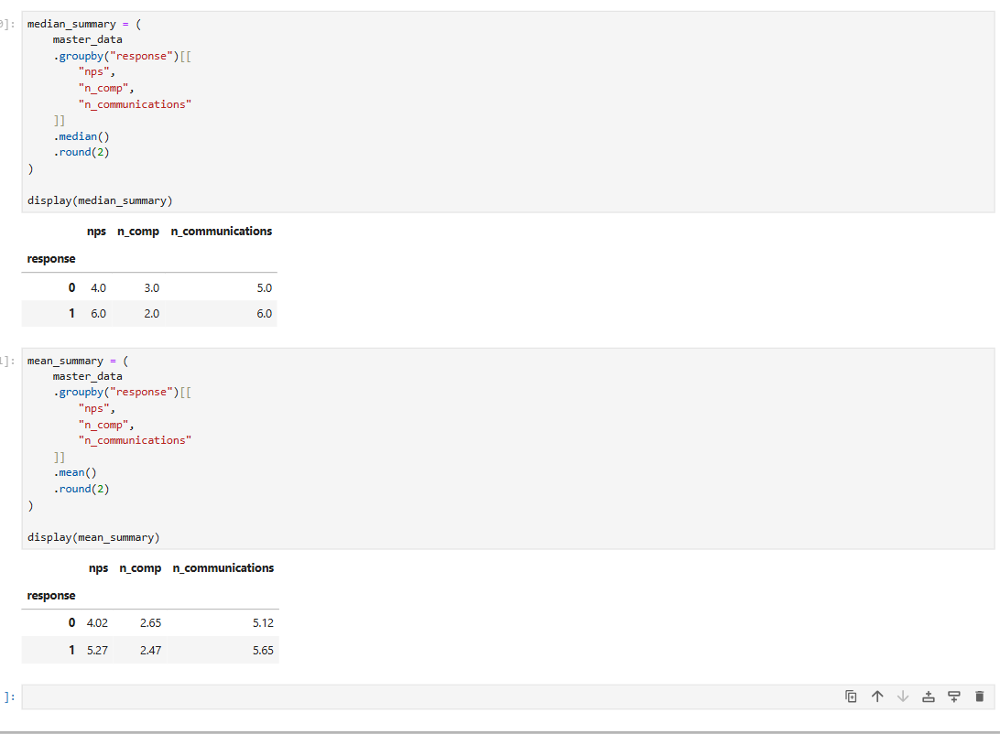 ]:
median_summary = (
    master_data
    .groupby("response")[[
        "nps",
        "n_comp",
        "n_communications"
    ]]
    .median()
    .round(2)
)
display(median_summary)
nps n_comp n_communications
response
0 4.0 3.0 5.0
1 6.0 2.0 6.0
]:
mean_summary = (
    master_data
    .groupby("response")[[
        "nps",
        "n_comp",
        "n_communications"
    ]]
    .mean()
    .round(2)
)
display(mean_summary)
nps n_comp n_communications
response
0 4.02 2.65 5.12
1 5.27 2.47 5.65
]: